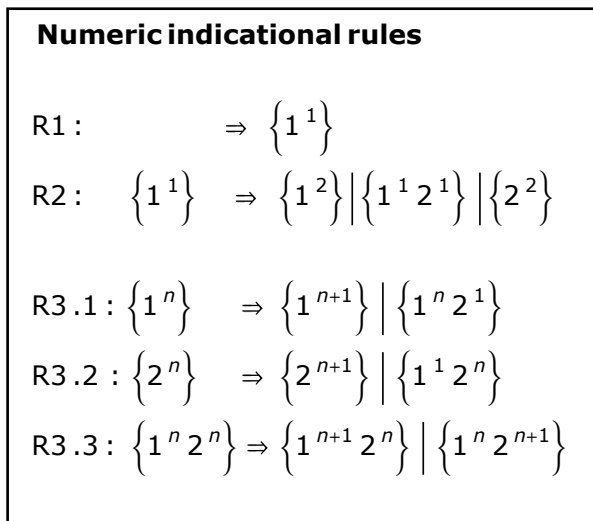 Numeric indicational rules
R1 : ⇒ {1¹}
R2 : {1¹} ⇒ {1²} | {1¹ 2¹} | {2²}
R3 .1 : {1ⁿ} ⇒ {1ⁿ⁺¹} | {1ⁿ 2¹}
R3 .2 : {2ⁿ} ⇒ {2ⁿ⁺¹} | {1¹ 2ⁿ}
R3 .3 : {1ⁿ 2ⁿ} ⇒ {1ⁿ⁺¹ 2ⁿ} | {1ⁿ 2ⁿ⁺¹}